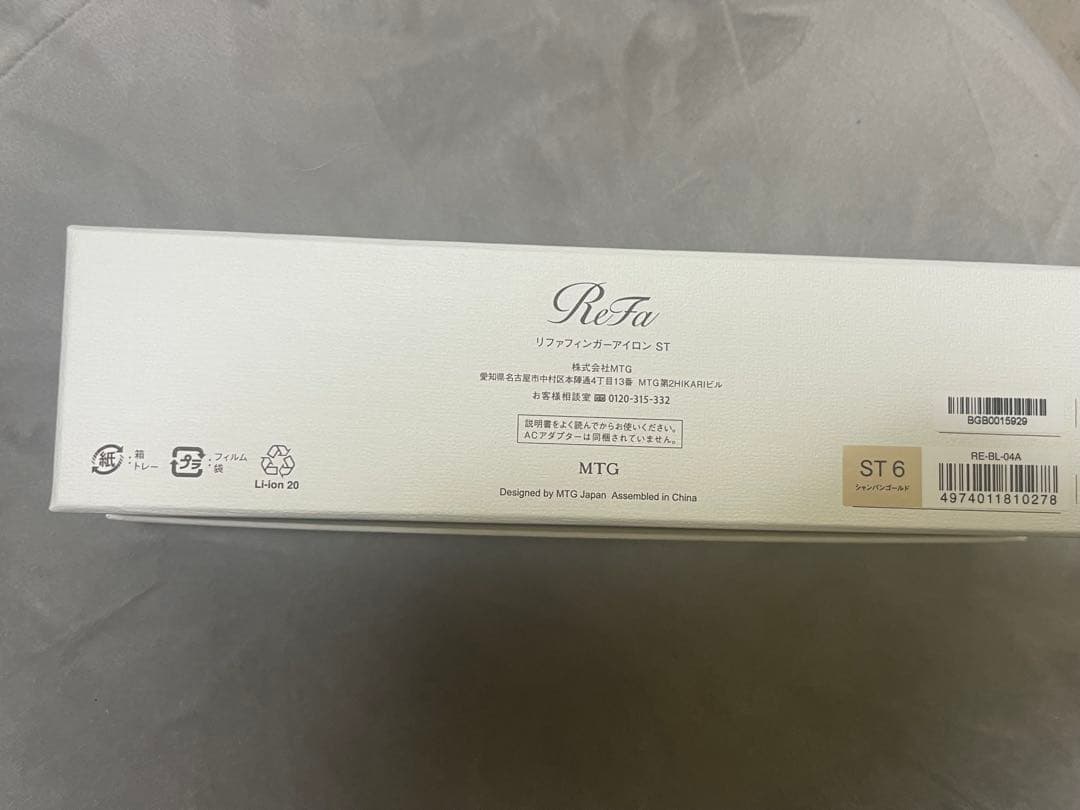 ReFa
リファフィンガーアイロン ST
株式会社MTG
愛知県名古屋市中村区本陣通4丁目13番 MTG第2HIKARIビル
お客様相談室 0120-315-332
説明書をよく読んでからお使いください。
ACアダプターは同梱されていません。
MTG
Designed by MTG Japan Assembled in China
紙 : 箱
トレー
プラ : フィルム
袋
Li-ion 20
BGB0015929
ST 6
シャンパンゴールド
RE-BL-04A
4974011810278